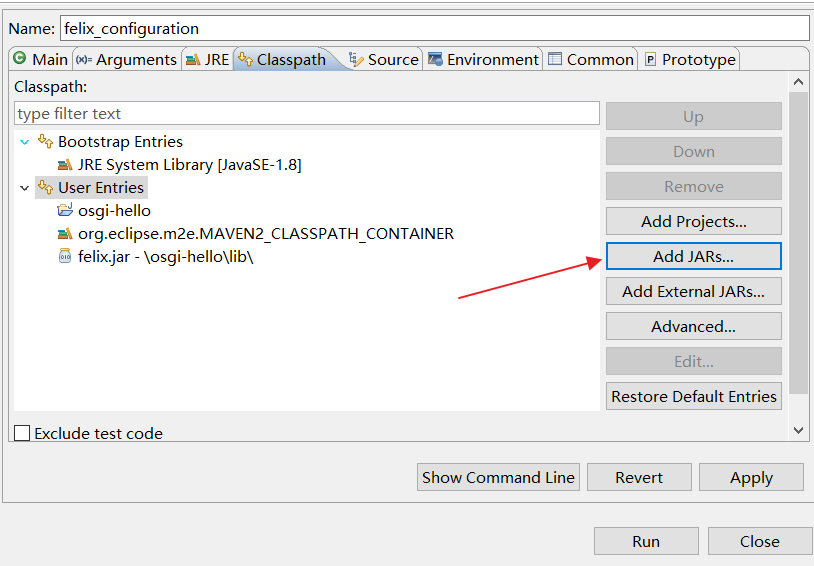 Name: felix_configuration
Main (x)= Arguments JRE Classpath Source Environment Common P Prototype
Classpath:
type filter text
Up
Bootstrap Entries
Down
JRE System Library [JavaSE-1.8]
Remove
User Entries
osgi-hello
Add Projects...
org.eclipse.m2e.MAVEN2_CLASSPATH_CONTAINER
felix.jar - \osgi-hello\lib\
Add JARs...
Add External JARs...
Advanced...
Edit...
Restore Default Entries
Exclude test code
Show Command Line Revert Apply
Run Close